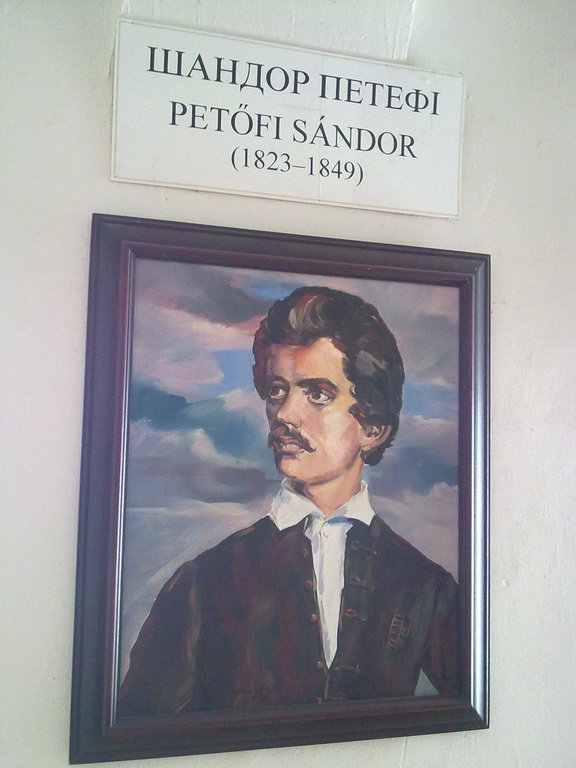 ШАНДОР ПЕТЕФІ
PETŐFI SÁNDOR
(1823–1849)